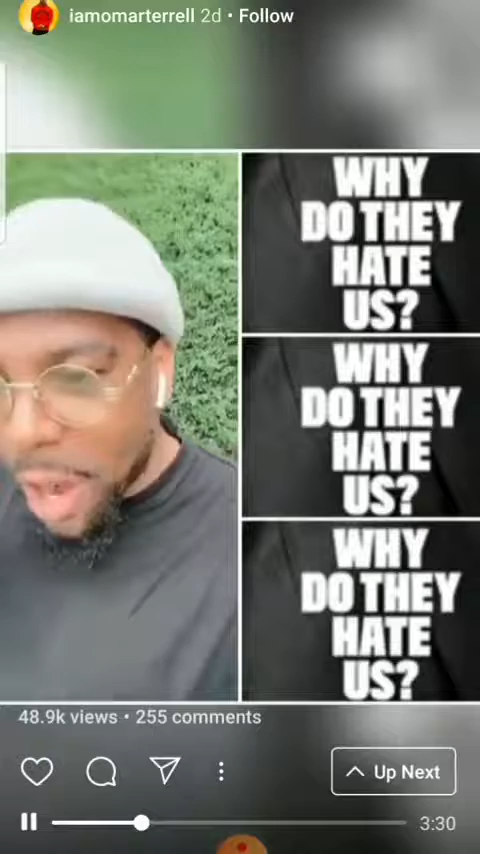 iamomarterrell 2d • Follow
WHY
DO THEY
HATE
US?
WHY
DO THEY
HATE
US?
WHY
DO THEY
HATE
US?
48.9k views • 255 comments
Up Next
3:30